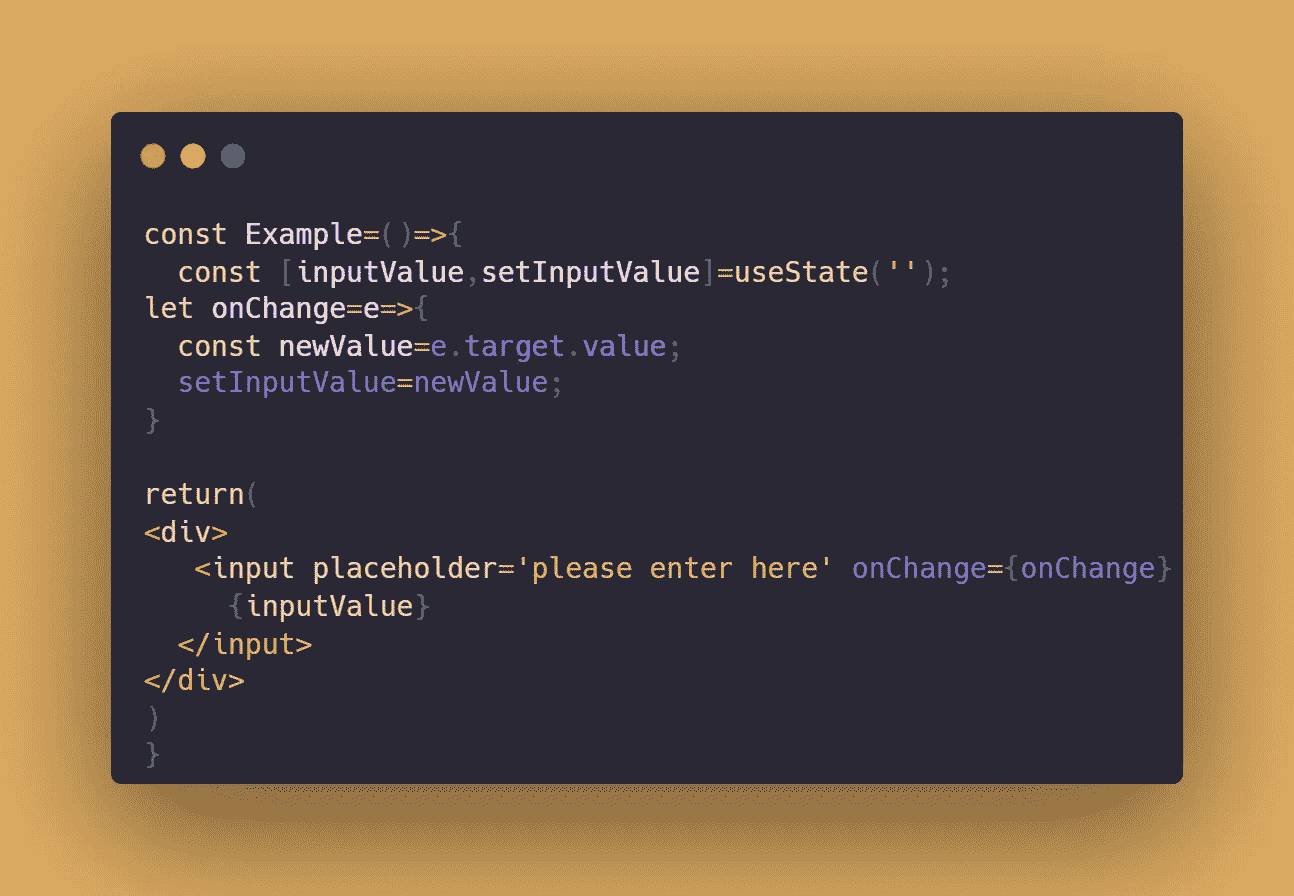 const Example=()=>{
  const [inputValue,setInputValue]=useState('');
let onChange=e=>{
  const newValue=e.target.value;
  setInputValue=newValue;
}

return(
<div>
   <input placeholder='please enter here' onChange={onChange}
     {inputValue}
  </input>
</div>
)
}